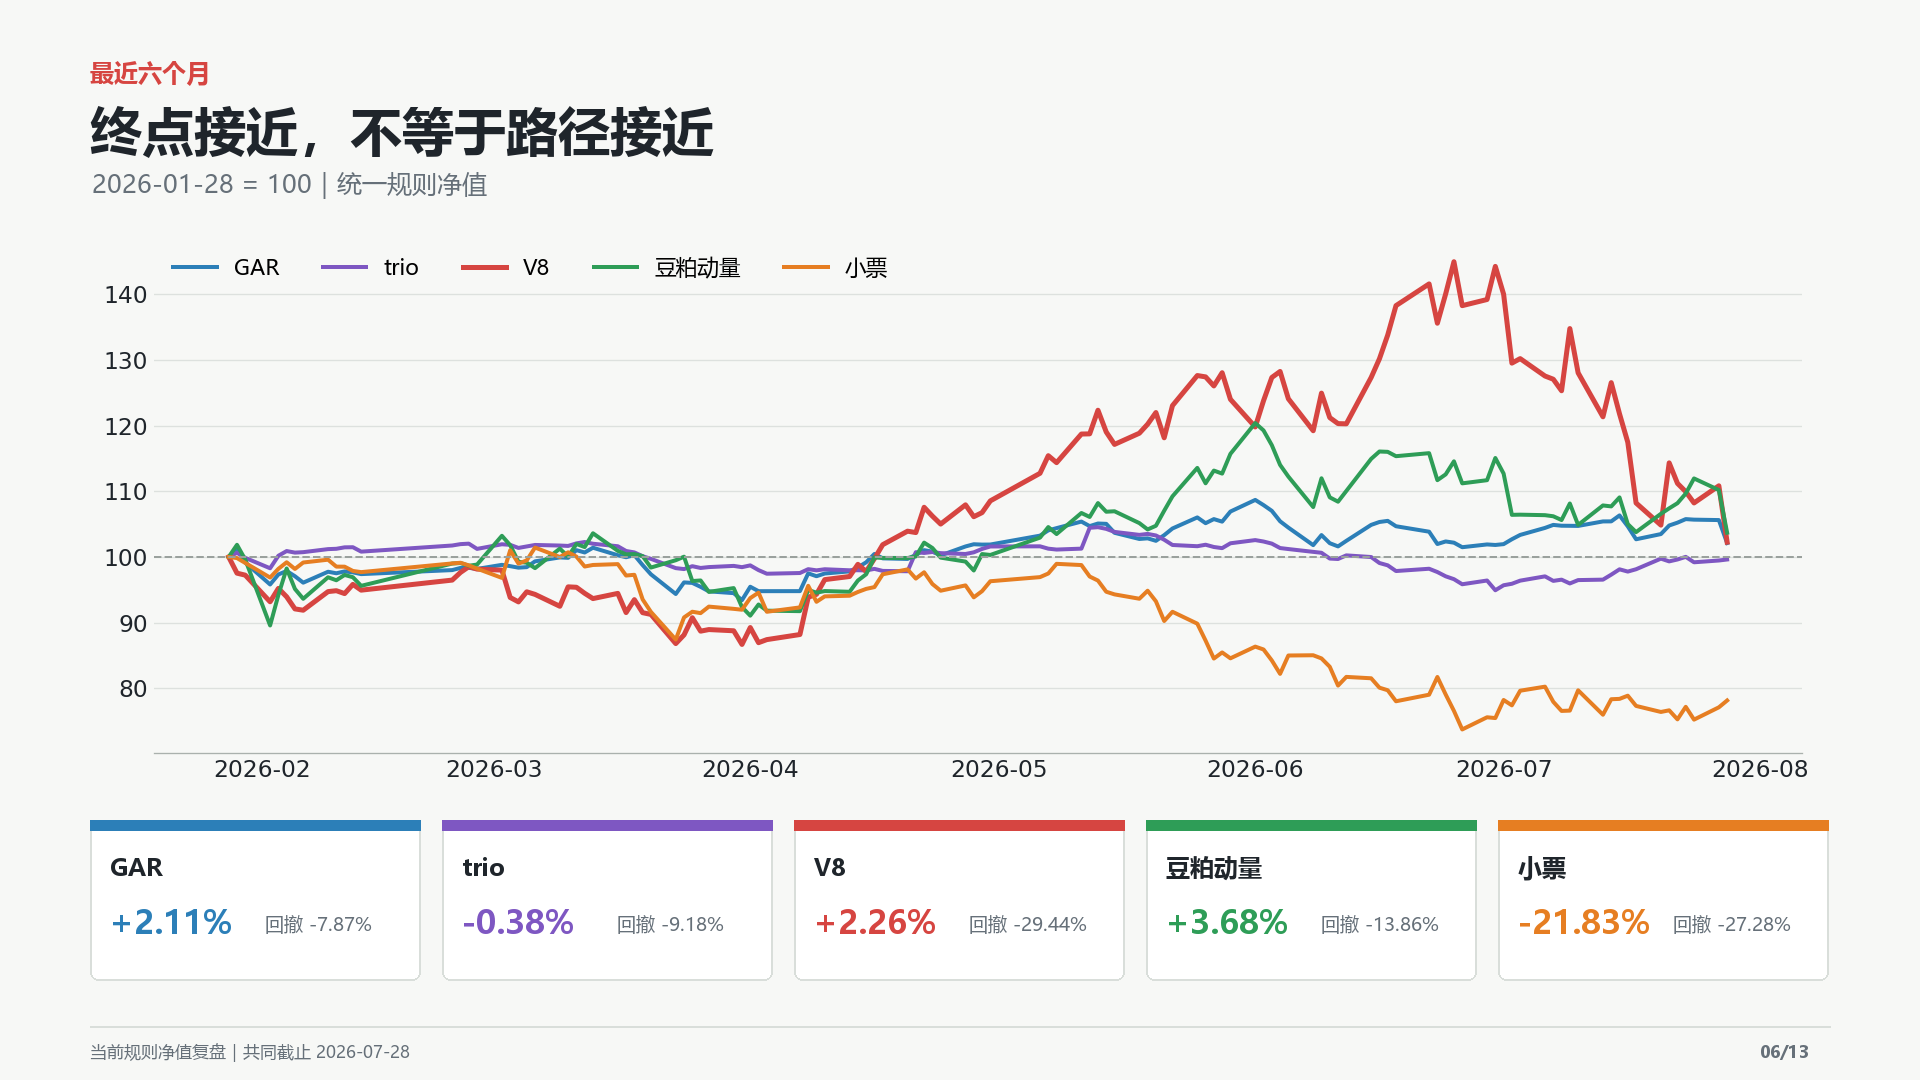 最近六个月
终点接近，不等于路径接近
2026-01-28 = 100 | 统一规则净值
GAR trio V8 豆粕动量 小票
140
130
120
110
100
90
80
2026-02 2026-03 2026-04 2026-05 2026-06 2026-07 2026-08
GAR
+2.11% 回撤 -7.87%
trio
-0.38% 回撤 -9.18%
V8
+2.26% 回撤 -29.44%
豆粕动量
+3.68% 回撤 -13.86%
小票
-21.83% 回撤 -27.28%
当前规则净值复盘 | 共同截止 2026-07-28
06/13